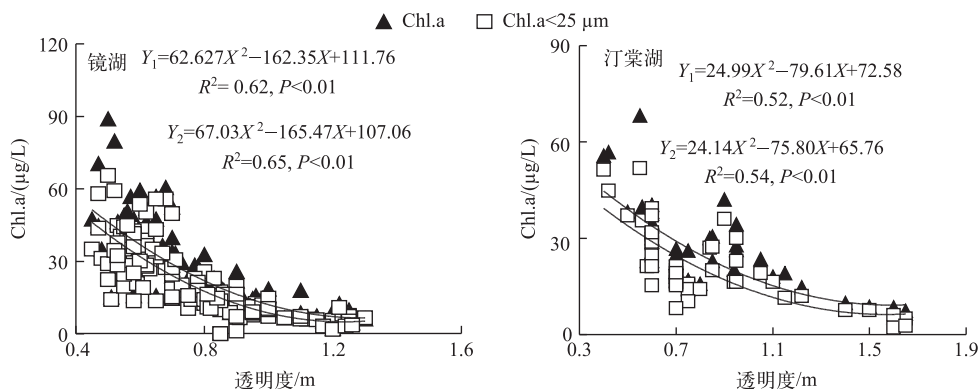 Chl.a Chl.a<25 μm
120
90
60
30
0
Chl.a/(μg/L)
镜湖
Y₁=62.627X²−162.35X+111.76
R²= 0.62, P<0.01
Y₂=67.03X²−165.47X+107.06
R²=0.65, P<0.01
0.4 0.8 1.2 1.6
透明度/m
90
60
30
0
Chl.a/(μg/L)
汀棠湖
Y₁=24.99X²−79.61X+72.58
R²=0.52, P<0.01
Y₂=24.14X²−75.80X+65.76
R²=0.54, P<0.01
0.3 0.7 1.1 1.5 1.9
透明度/m